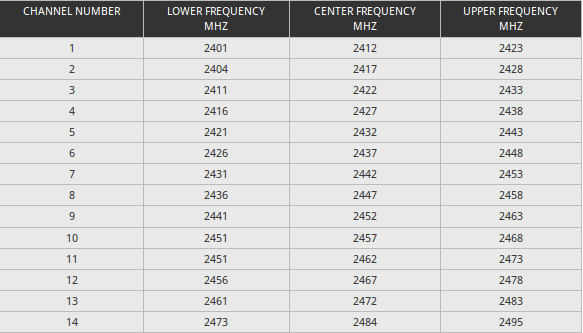 CHANNEL NUMBER LOWER FREQUENCY MHZ CENTER FREQUENCY MHZ UPPER FREQUENCY MHZ
1 2401 2412 2423
2 2404 2417 2428
3 2411 2422 2433
4 2416 2427 2438
5 2421 2432 2443
6 2426 2437 2448
7 2431 2442 2453
8 2436 2447 2458
9 2441 2452 2463
10 2451 2457 2468
11 2451 2462 2473
12 2456 2467 2478
13 2461 2472 2483
14 2473 2484 2495